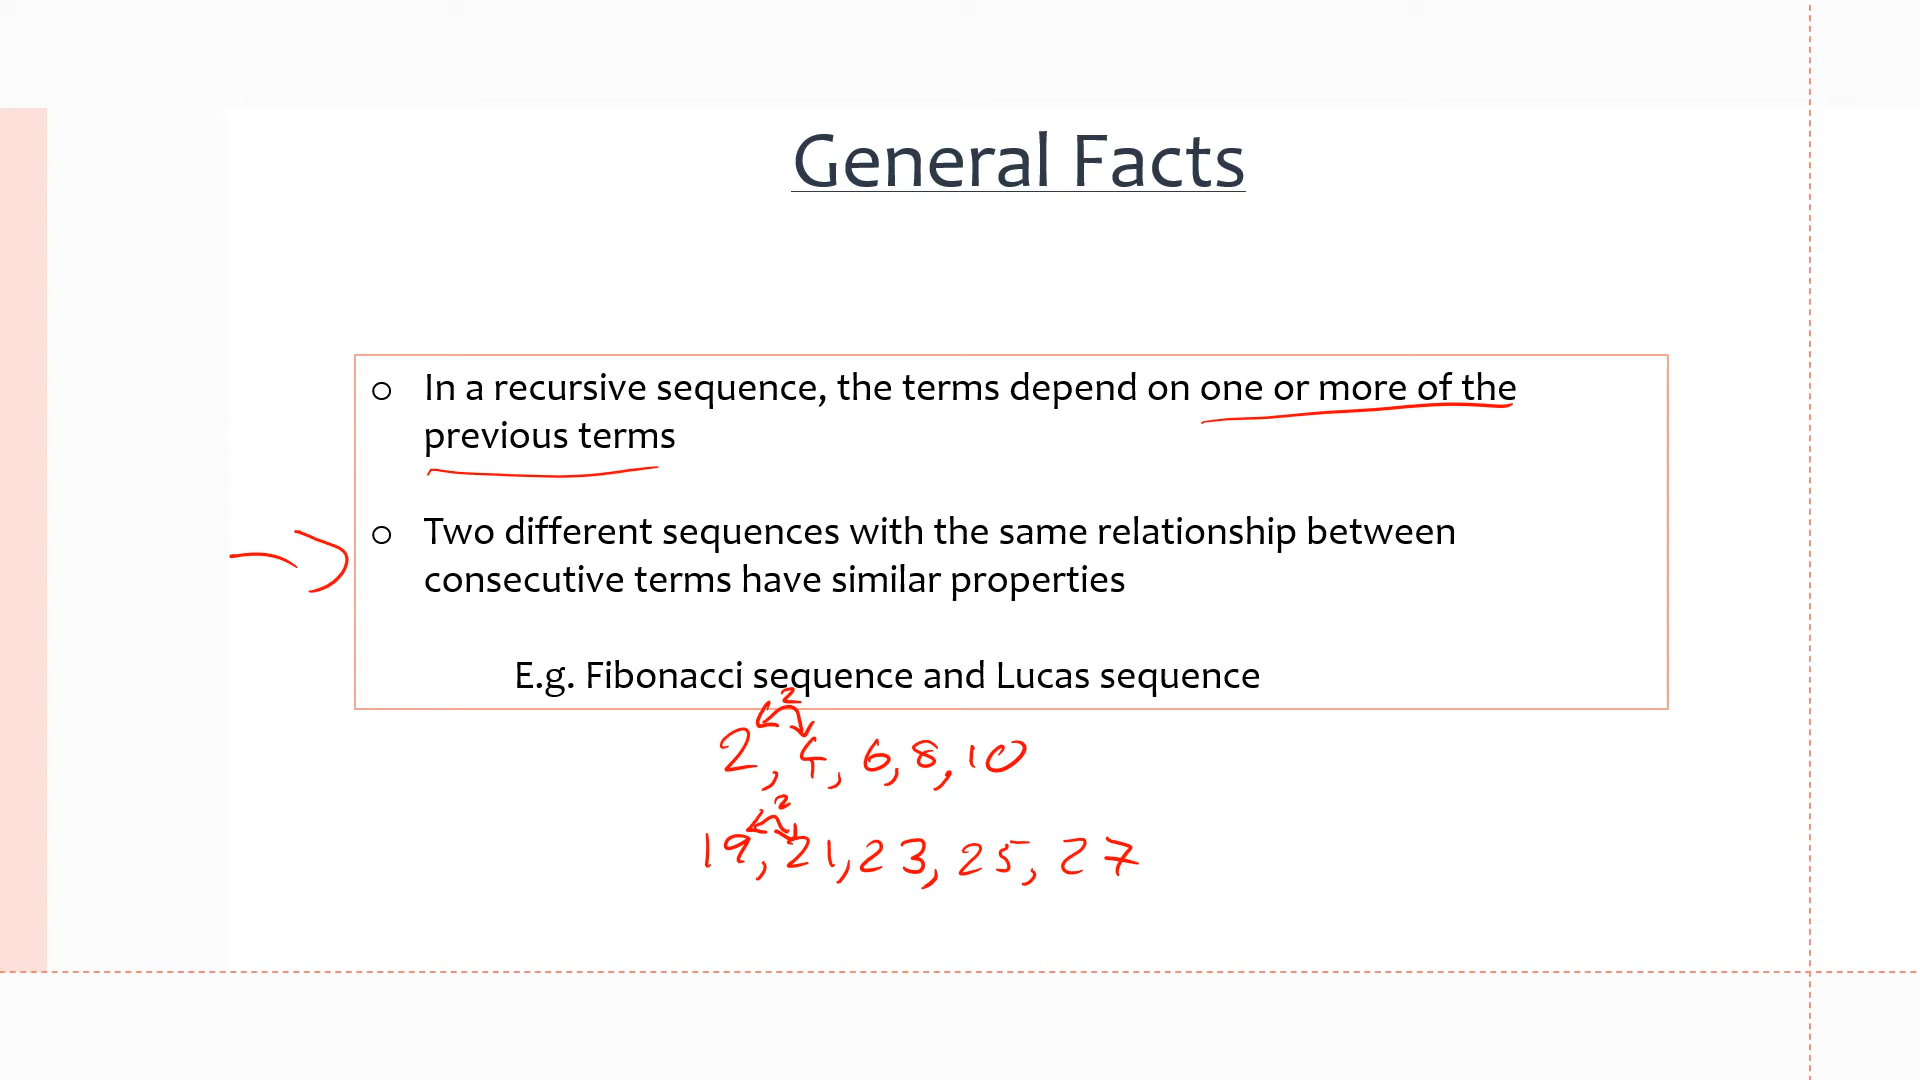 General Facts
o In a recursive sequence, the terms depend on one or more of the
previous terms
o Two different sequences with the same relationship between
consecutive terms have similar properties
E.g. Fibonacci sequence and Lucas sequence
2
2, 4, 6, 8, 10
2
19, 21, 23, 25, 27